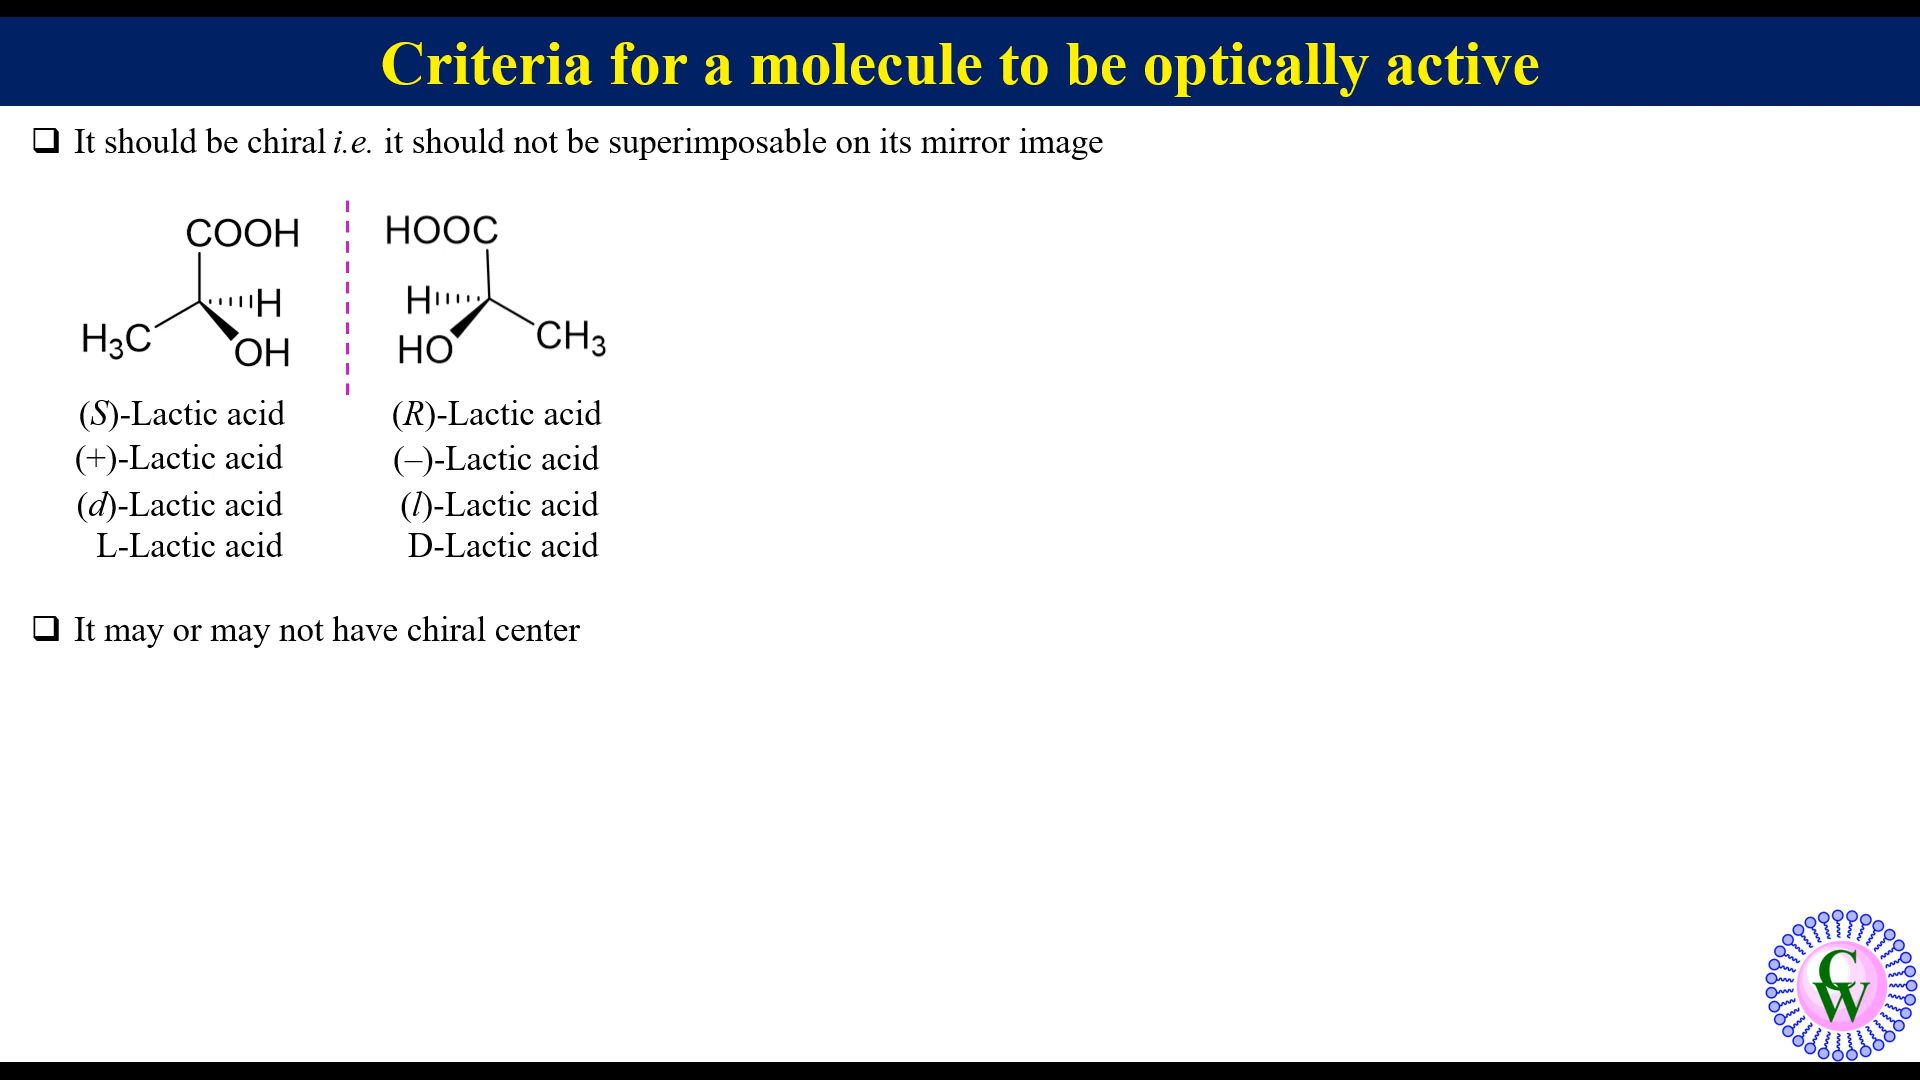 Criteria for a molecule to be optically active
❑ It should be chiral i.e. it should not be superimposable on its mirror image
COOH HOOC
H H
H₃C OH HO CH₃
(S)-Lactic acid (R)-Lactic acid
(+)-Lactic acid (–)-Lactic acid
(d)-Lactic acid (l)-Lactic acid
L-Lactic acid D-Lactic acid
❑ It may or may not have chiral center
CW